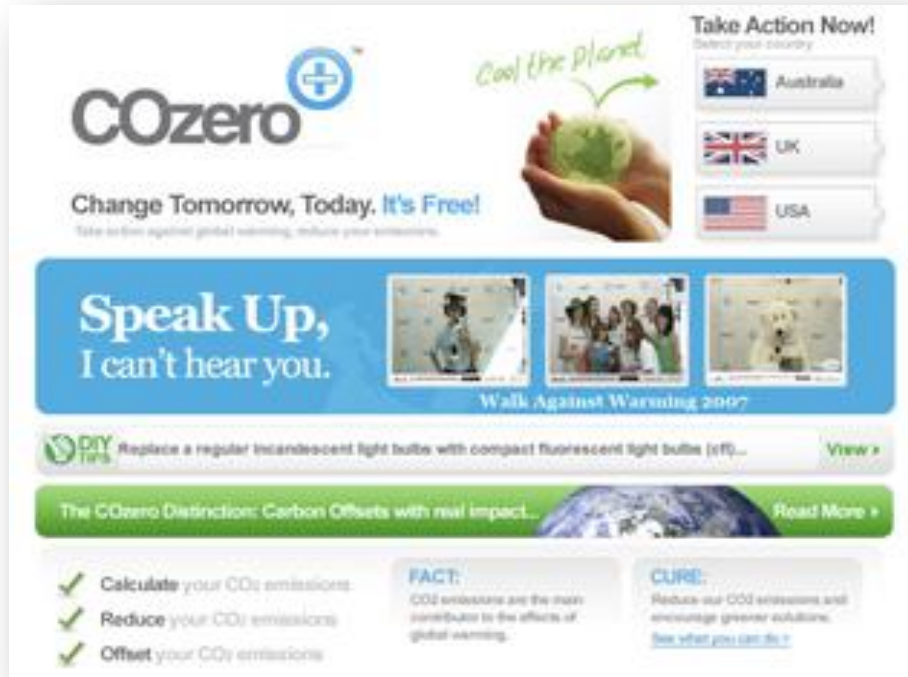 COzero
TM
Change Tomorrow, Today. It's Free!
Take action against global warming, reduce your emissions.
Cool the Planet
Take Action Now!
Select your country
Australia
UK
USA
Speak Up,
I can't hear you.
Walk Against Warming 2007
DIY TIPS
Replace a regular incandescent light bulbs with compact fluorescent light bulbs (cfl)...
View >
The COzero Distinction: Carbon Offsets with real impact...
Read More >
Calculate your CO2 emissions
Reduce your CO2 emissions
Offset your CO2 emissions
FACT:
CO2 emissions are the main
contributor to the effects of
global warming.
CURE:
Reduce our CO2 emissions and
encourage greener solutions.
See what you can do >